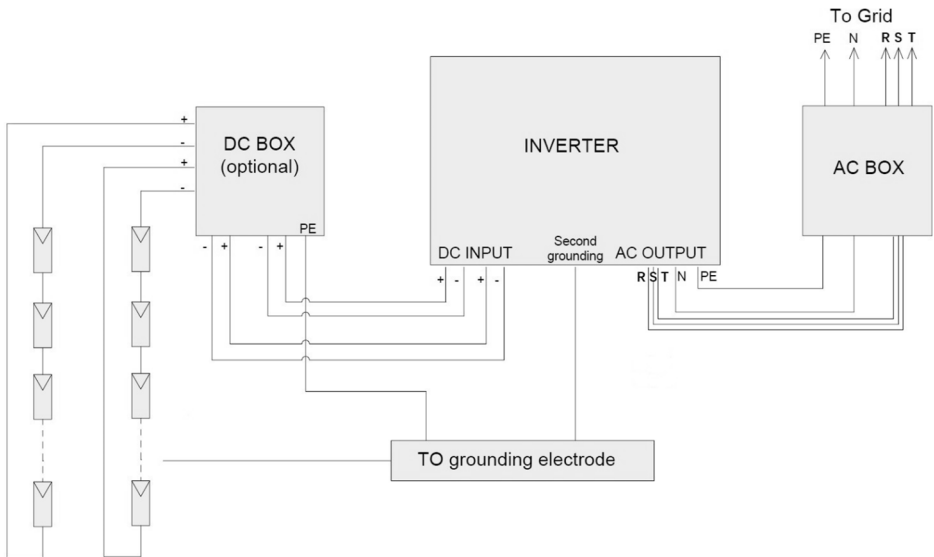 To Grid
PE N R S T
+
-
+
-
DC BOX
(optional)
PE
- + - +
INVERTER
DC INPUT
Second
grounding
AC OUTPUT
+ - + -
R S T N PE
AC BOX
TO grounding electrode